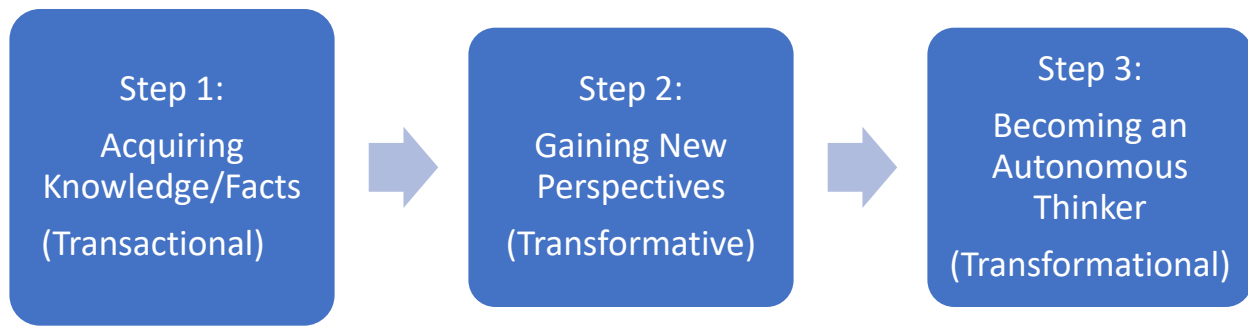 Step 1:
Acquiring
Knowledge/Facts
(Transactional)
Step 2:
Gaining New
Perspectives
(Transformative)
Step 3:
Becoming an
Autonomous
Thinker
(Transformational)